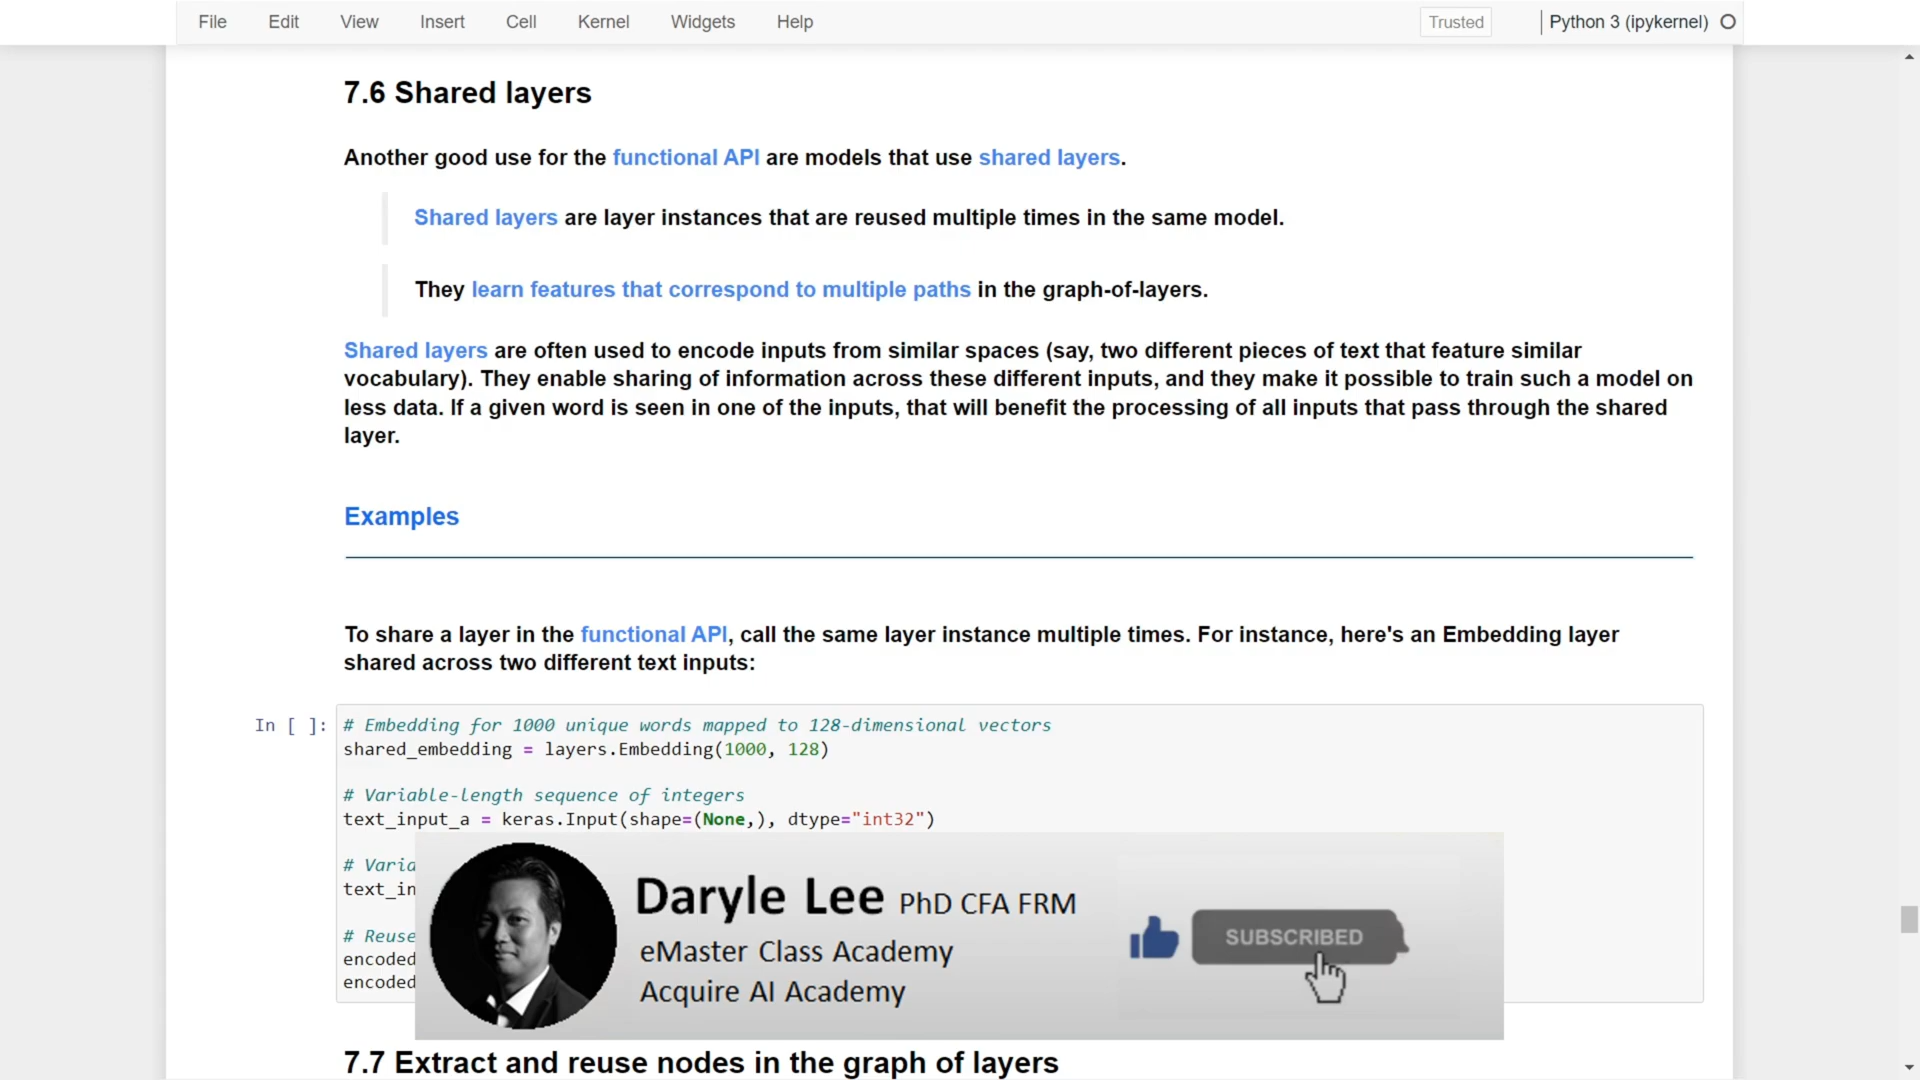 File Edit View Insert Cell Kernel Widgets Help Trusted Python 3 (ipykernel)
7.6 Shared layers
Another good use for the functional API are models that use shared layers.
Shared layers are layer instances that are reused multiple times in the same model.
They learn features that correspond to multiple paths in the graph-of-layers.
Shared layers are often used to encode inputs from similar spaces (say, two different pieces of text that feature similar
vocabulary). They enable sharing of information across these different inputs, and they make it possible to train such a model on
less data. If a given word is seen in one of the inputs, that will benefit the processing of all inputs that pass through the shared
layer.
Examples
To share a layer in the functional API, call the same layer instance multiple times. For instance, here's an Embedding layer
shared across two different text inputs:
In [ ]: # Embedding for 1000 unique words mapped to 128-dimensional vectors
shared_embedding = layers.Embedding(1000, 128)
# Variable-length sequence of integers
text_input_a = keras.Input(shape=(None,), dtype="int32")
# Varia
text_in
# Reuse
encoded
encoded
Daryle Lee PhD CFA FRM
eMaster Class Academy
Acquire AI Academy
SUBSCRIBED
7.7 Extract and reuse nodes in the graph of layers